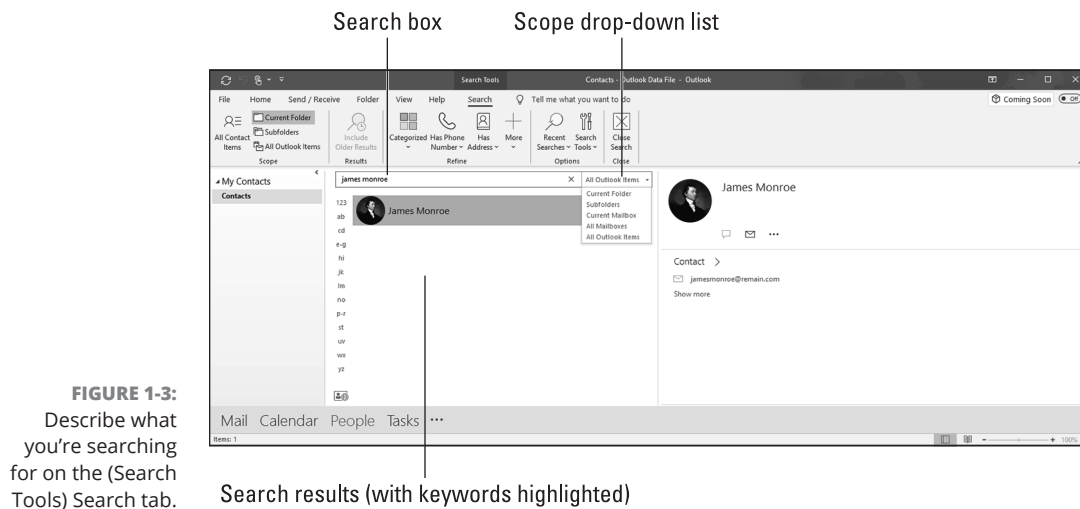 Search box
Scope drop-down list
Search Tools
Contacts - Outlook Data File - Outlook
File Home Send / Receive Folder View Help Search Tell me what you want to do
Coming Soon Off
All Contact Items
Current Folder
Subfolders
All Outlook Items
Include Older Results
Categorized
Has Phone Number
Has Address
More
Recent Searches
Search Tools
Close Search
Scope Results Refine Options Close
My Contacts
Contacts
james monroe
All Outlook Items
Current Folder
Subfolders
Current Mailbox
All Mailboxes
All Outlook Items
123
ab
cd
e-g
hi
jk
lm
no
p-r
st
uv
wx
yz
James Monroe
James Monroe
Contact >
jamesmonroe@remain.com
Show more
Mail Calendar People Tasks •••
Items: 1
100%
FIGURE 1-3:
Describe what
you're searching
for on the (Search
Tools) Search tab.
Search results (with keywords highlighted)